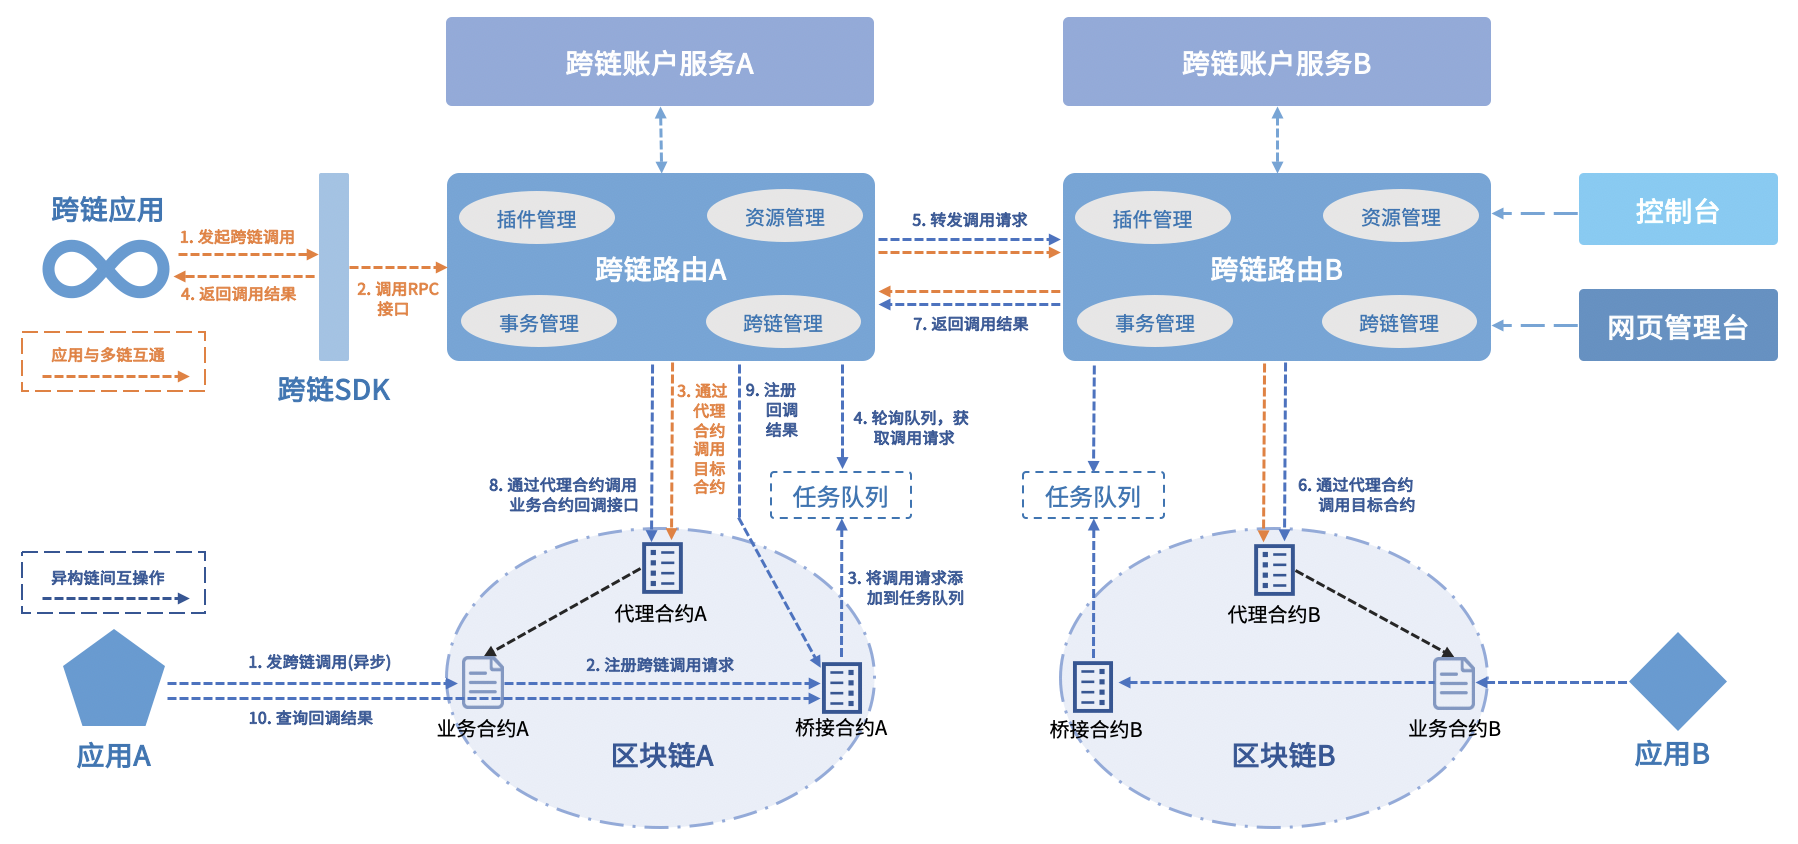 跨链账户服务A
跨链账户服务B
跨链应用
1. 发起跨链调用
4. 返回调用结果
2. 调用RPC
接口
跨链SDK
应用与多链互通
插件管理
资源管理
跨链路由A
事务管理
跨链管理
5. 转发调用请求
7. 返回调用结果
插件管理
资源管理
跨链路由B
事务管理
跨链管理
控制台
网页管理台
8. 通过代理合约调用
业务合约回调接口
3. 通过
代理
合约
调用
目标
合约
9. 注册
回调
结果
4. 轮询队列，获
取调用请求
任务队列
任务队列
6. 通过代理合约
调用目标合约
异构链间互操作
3. 将调用请求添
加到任务队列
代理合约A
代理合约B
1. 发跨链调用(异步)
2. 注册跨链调用请求
10. 查询回调结果
业务合约A
桥接合约A
桥接合约B
业务合约B
应用A
区块链A
区块链B
应用B